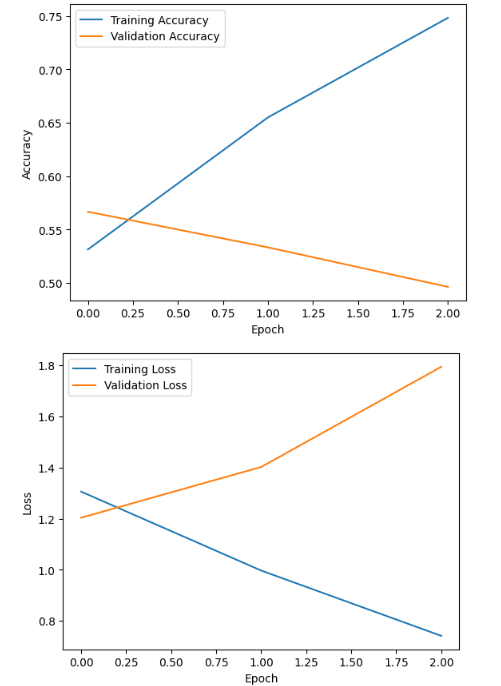 Training Accuracy
Validation Accuracy
0.75
0.70
0.65
0.60
0.55
0.50
Accuracy
0.00 0.25 0.50 0.75 1.00 1.25 1.50 1.75 2.00
Epoch
Training Loss
Validation Loss
1.8
1.6
1.4
1.2
1.0
0.8
Loss
0.00 0.25 0.50 0.75 1.00 1.25 1.50 1.75 2.00
Epoch